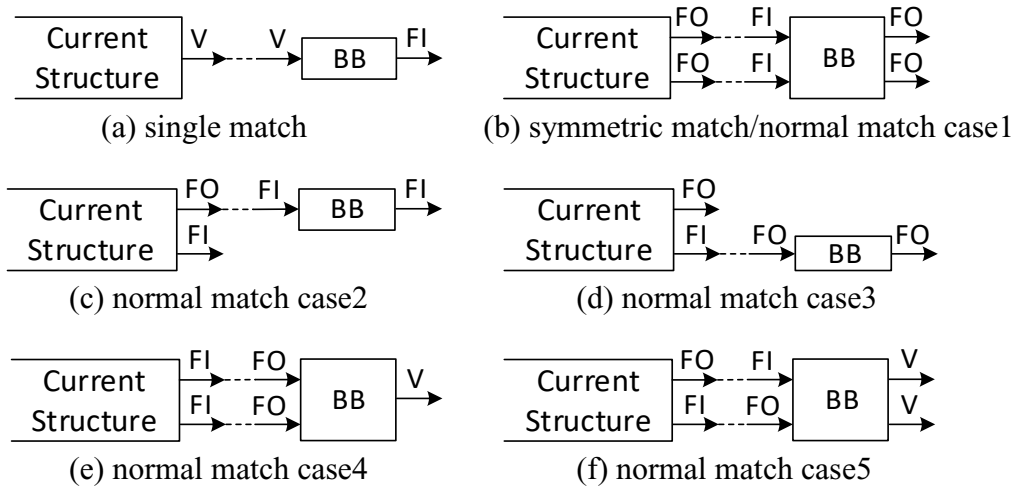 Current
Structure
V
V
BB
FI
(a) single match
Current
Structure
FO
FI
FO
FO
FI
FO
BB
(b) symmetric match/normal match case1
Current
Structure
FO
FI
BB
FI
FI
(c) normal match case2
Current
Structure
FO
FI
FO
BB
FO
(d) normal match case3
Current
Structure
FI
FO
FI
FO
BB
V
(e) normal match case4
Current
Structure
FO
FI
FI
FO
BB
V
V
(f) normal match case5